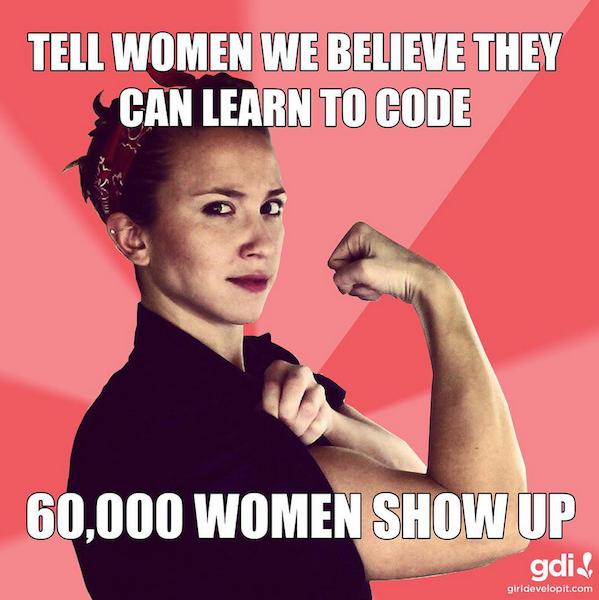 TELL WOMEN WE BELIEVE THEY
CAN LEARN TO CODE
60,000 WOMEN SHOW UP
gdi
girldevelopit.com